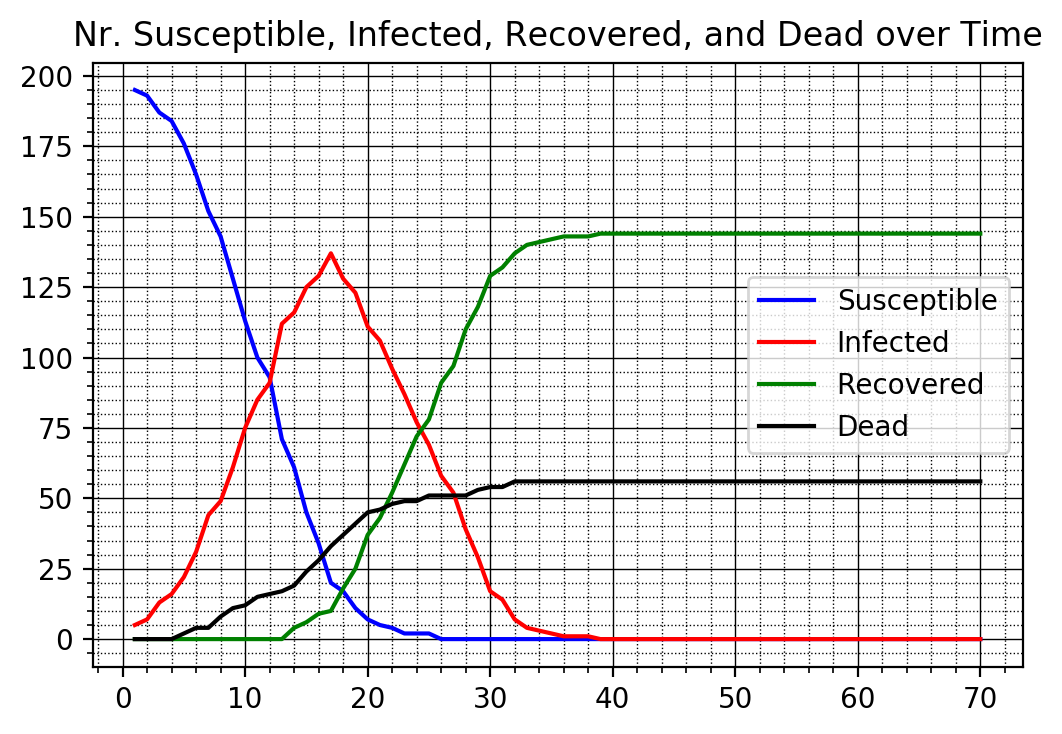 Nr. Susceptible, Infected, Recovered, and Dead over Time
200
175
150
125
100
75
50
25
0
Susceptible
Infected
Recovered
Dead
0 10 20 30 40 50 60 70